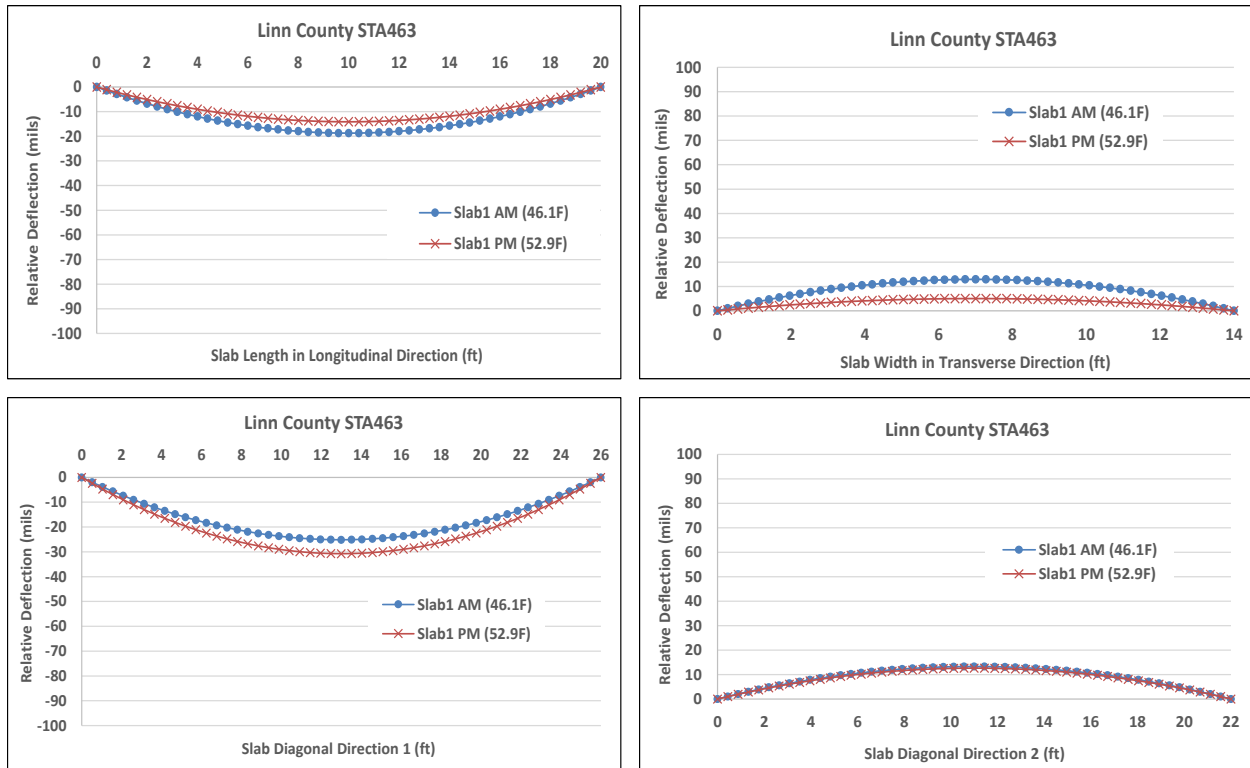 Linn County STA463
0 2 4 6 8 10 12 14 16 18 20
0
-10
-20
-30
-40
-50
-60
-70
-80
-90
-100
Relative Deflection (mils)
Slab1 AM (46.1F)
Slab1 PM (52.9F)
Slab Length in Longitudinal Direction (ft)
Linn County STA463
100
90
80
70
60
50
40
30
20
10
0
Relative Deflection (mils)
Slab1 AM (46.1F)
Slab1 PM (52.9F)
0 2 4 6 8 10 12 14
Slab Width in Transverse Direction (ft)
Linn County STA463
0 2 4 6 8 10 12 14 16 18 20 22 24 26
0
-10
-20
-30
-40
-50
-60
-70
-80
-90
-100
Relative Deflection (mils)
Slab1 AM (46.1F)
Slab1 PM (52.9F)
Slab Diagonal Direction 1 (ft)
Linn County STA463
100
90
80
70
60
50
40
30
20
10
0
Relative Deflection (mils)
Slab1 AM (46.1F)
Slab1 PM (52.9F)
0 2 4 6 8 10 12 14 16 18 20 22
Slab Diagonal Direction 2 (ft)